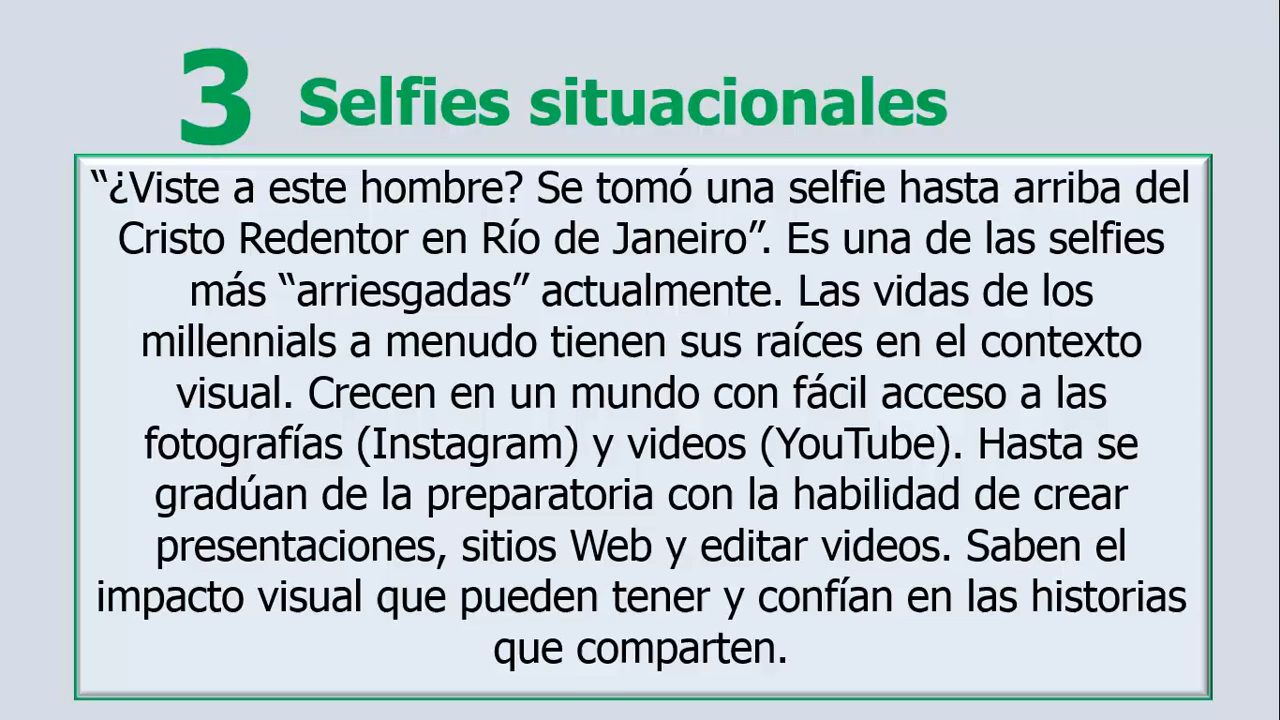 3 Selfies situacionales
“¿Viste a este hombre? Se tomó una selfie hasta arriba del
Cristo Redentor en Río de Janeiro”. Es una de las selfies
más “arriesgadas” actualmente. Las vidas de los
millennials a menudo tienen sus raíces en el contexto
visual. Crecen en un mundo con fácil acceso a las
fotografías (Instagram) y videos (YouTube). Hasta se
gradúan de la preparatoria con la habilidad de crear
presentaciones, sitios Web y editar videos. Saben el
impacto visual que pueden tener y confían en las historias
que comparten.